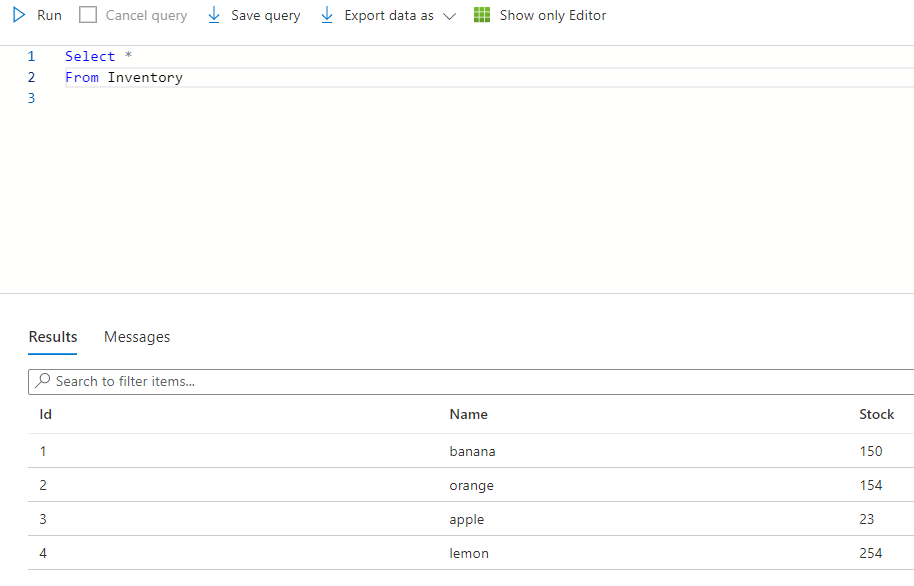 Run Cancel query Save query Export data as Show only Editor
1 Select *
2 From Inventory
3
Results Messages
Search to filter items...
Id Name Stock
1 banana 150
2 orange 154
3 apple 23
4 lemon 254